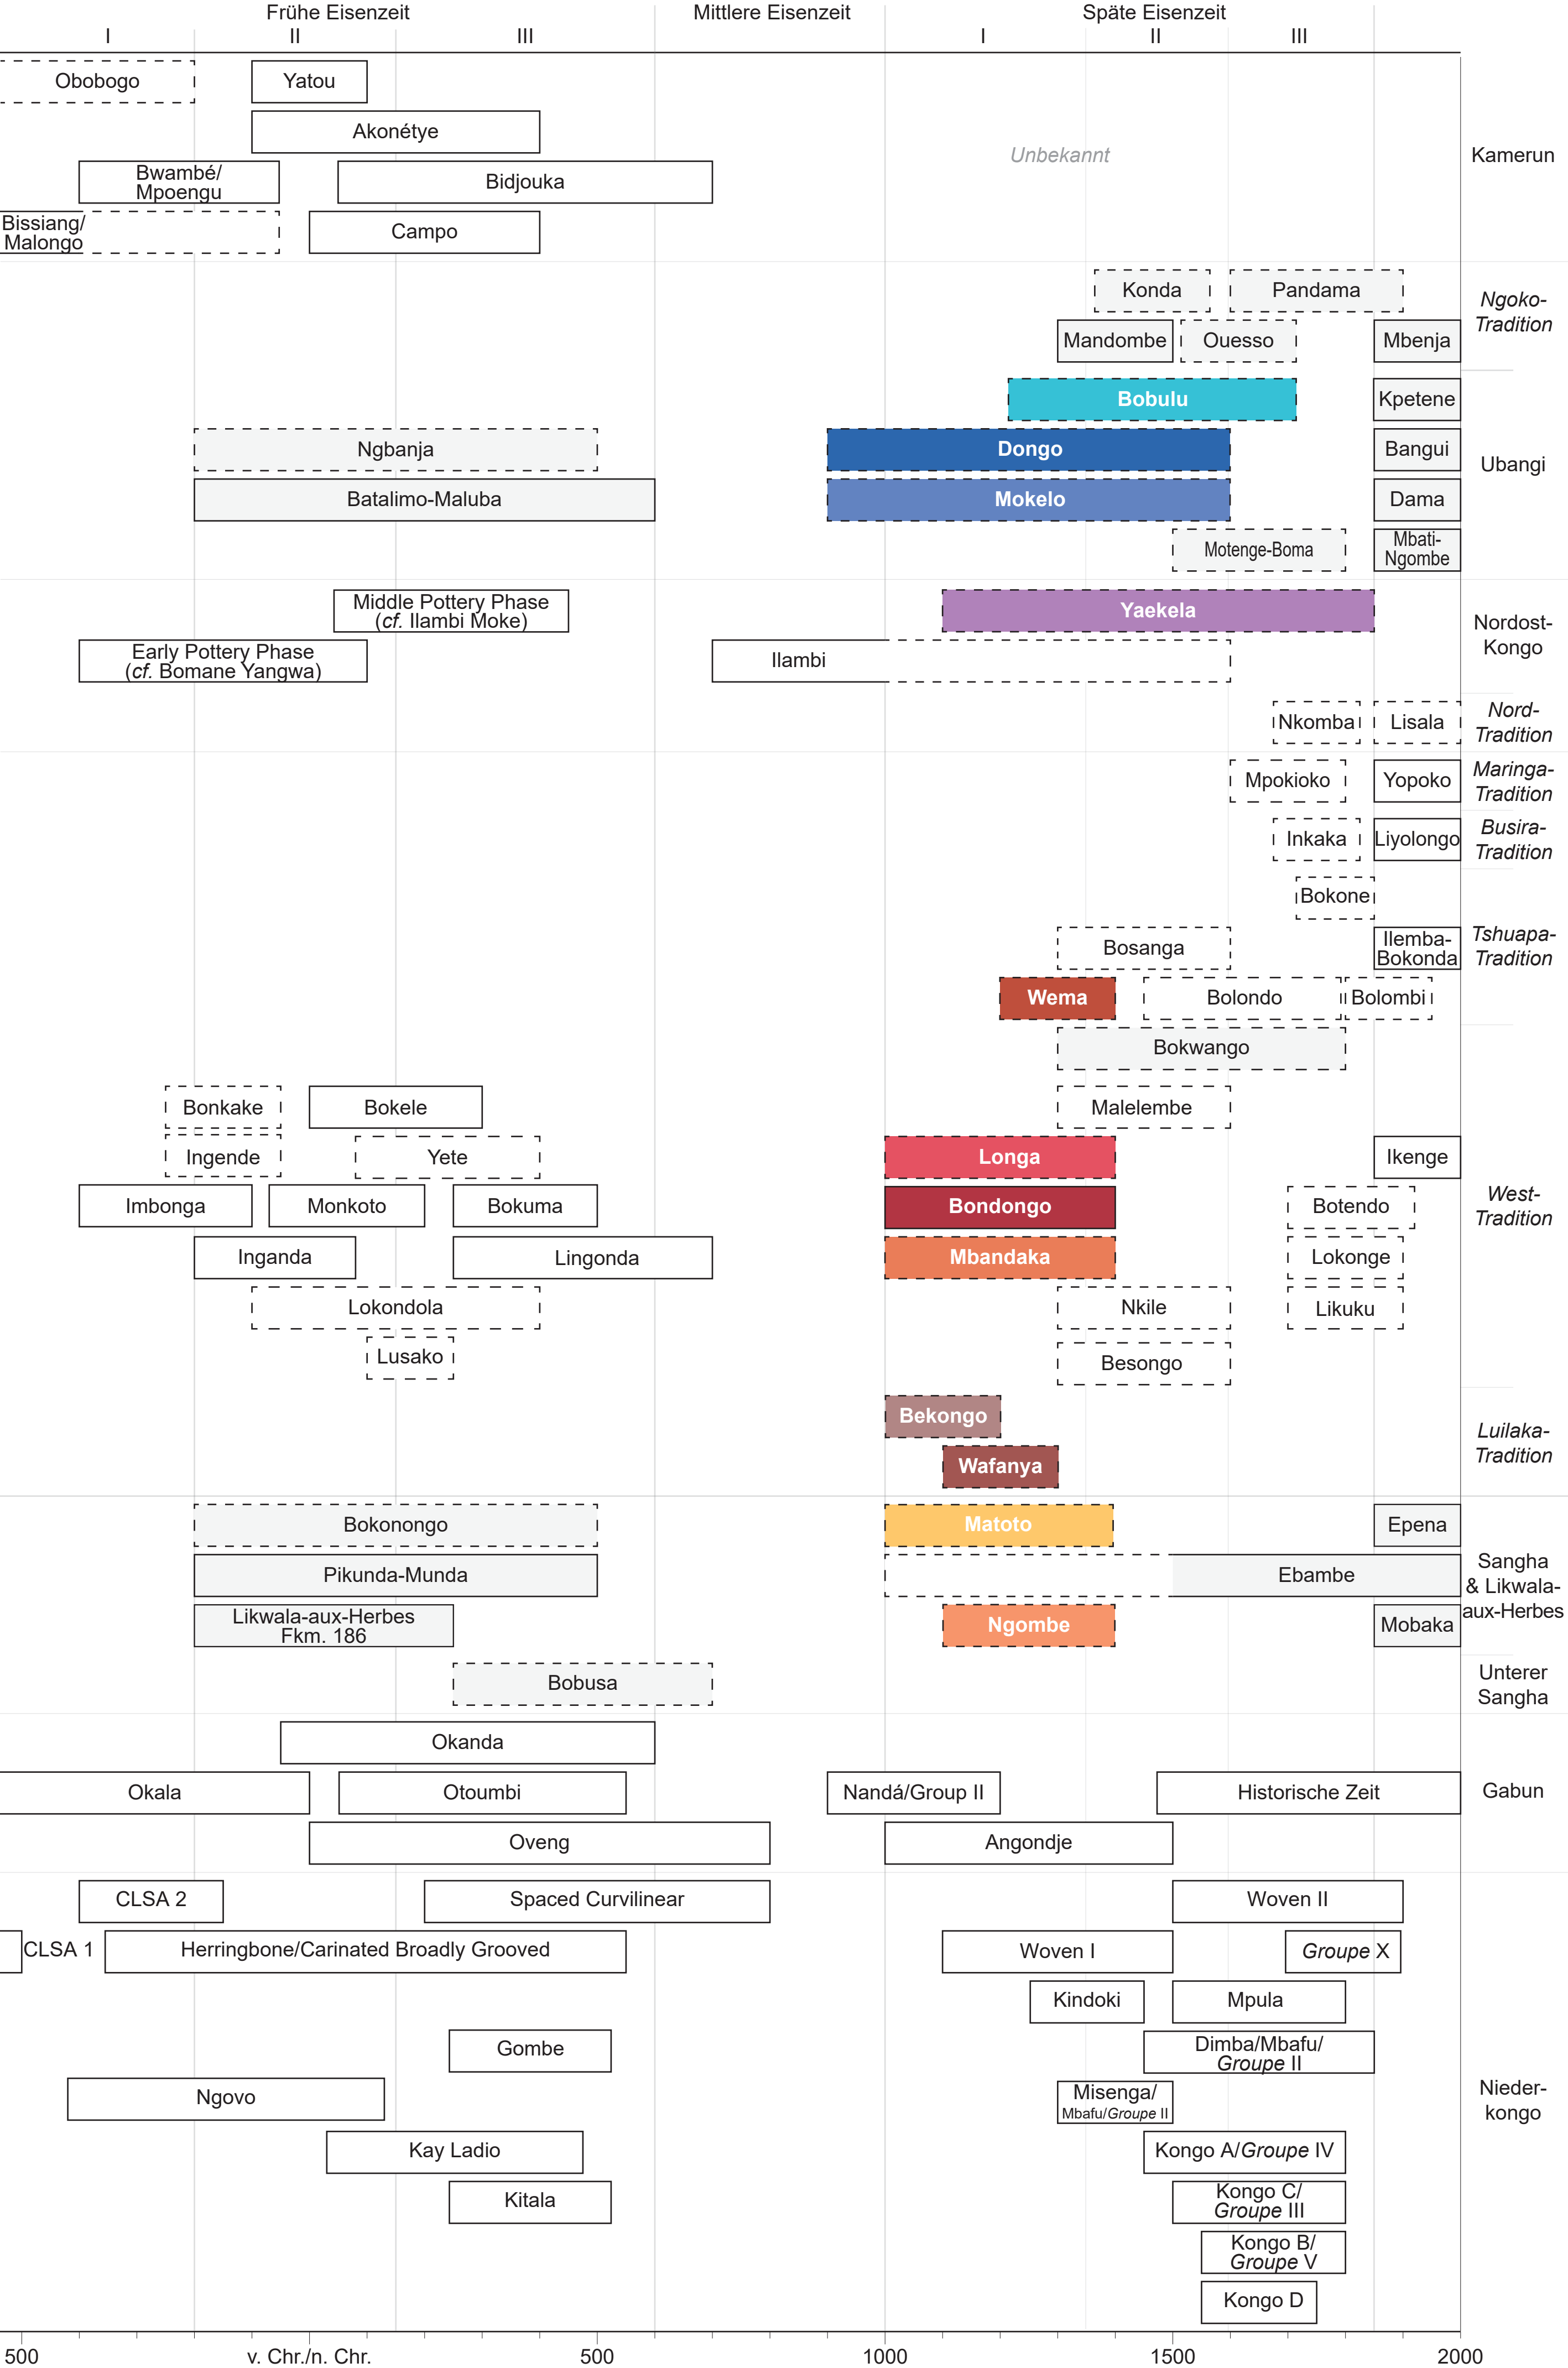 Frühe Eisenzeit Mittlere Eisenzeit Späte Eisenzeit
I II III I II III
Obobogo Yatou
Akonétye
Unbekannt
Kamerun
Bwambé/
Mpoengu
Bidjouka
Bissiang/
Malongo
Campo
Konda Pandama
Ngoko-
Tradition
Mandombe Ouesso Mbenja
Bobulu Kpetene
Ngbanja Dongo Bangui
Ubangi
Batalimo-Maluba Mokelo Dama
Motenge-Boma
Mbati-
Ngombe
Middle Pottery Phase
(cf. Ilambi Moke)
Yaekela
Nordost-
Kongo
Early Pottery Phase
(cf. Bomane Yangwa)
Ilambi
Nkomba Lisala
Nord-
Tradition
Mpokioko Yopoko
Maringa-
Tradition
Inkaka Liyolongo
Busira-
Tradition
Bokone
Bosanga
Ilemba-
Bokonda
Tshuapa-
Tradition
Wema Bolondo Bolombi
Bokwango
Bonkake Bokele Malelembe
Ingende Yete Longa Ikenge
Imbonga Monkoto Bokuma Bondongo Botendo
West-
Tradition
Inganda Lingonda Mbandaka Lokonge
Lokondola Nkile Likuku
Lusako Besongo
Bekongo
Luilaka-
Tradition
Wafanya
Bokonongo Matoto Epena
Pikunda-Munda Ebambe
Sangha
& Likwala-
aux-Herbes
Likwala-aux-Herbes
Fkm. 186
Ngombe Mobaka
Bobusa
Unterer
Sangha
Okanda
Okala Otoumbi Nandá/Group II Historische Zeit
Gabun
Oveng Angondje
CLSA 2 Spaced Curvilinear Woven II
CLSA 1 Herringbone/Carinated Broadly Grooved Woven I Groupe X
Kindoki Mpula
Gombe
Dimba/Mbafu/
Groupe II
Ngovo
Misenga/
Mbafu/Groupe II
Nieder-
kongo
Kay Ladio Kongo A/Groupe IV
Kitala
Kongo C/
Groupe III
Kongo B/
Groupe V
Kongo D
500 v. Chr./n. Chr. 500 1000 1500 2000